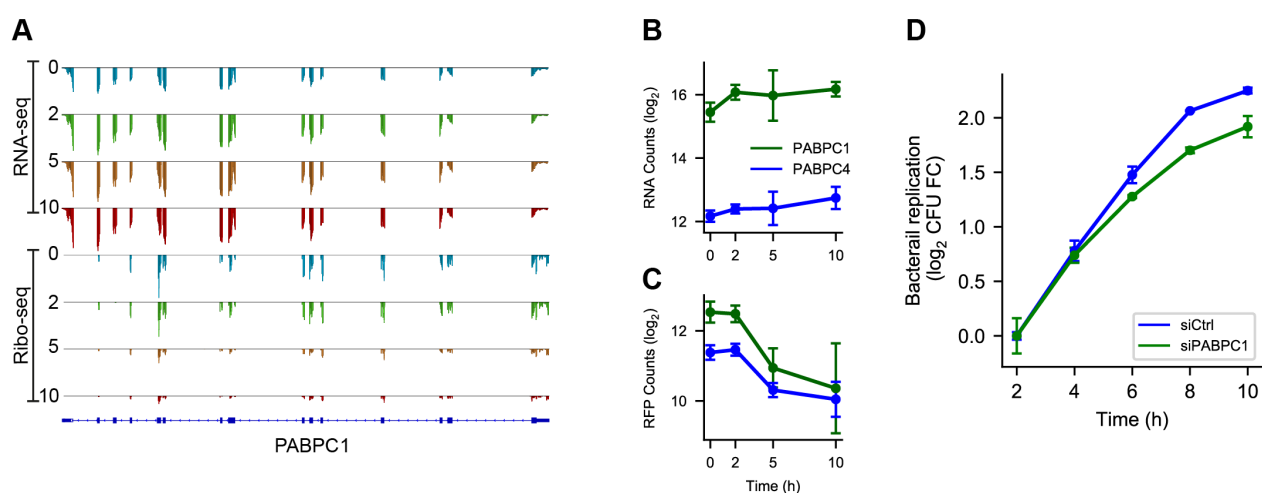 A
RNA-seq
0
2
5
10
Ribo-seq
0
2
5
10
PABPC1
B
RNA Counts (log2)
16
14
12
PABPC1
PABPC4
0 2 5 10
C
RFP Counts (log2)
12
10
0 2 5 10
Time (h)
D
Bacterail replication
(log2 CFU FC)
2.0
1.5
1.0
0.5
0.0
siCtrl
siPABPC1
2 4 6 8 10
Time (h)